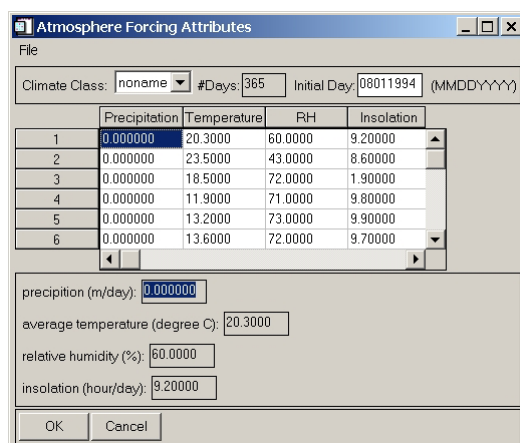 Atmosphere Forcing Attributes
File
Climate Class: noname #Days: 365 Initial Day: 08011994 (MMDDYYYY)
Precipitation Temperature RH Insolation
1 0.000000 20.3000 60.0000 9.20000
2 0.000000 23.5000 43.0000 8.60000
3 0.000000 18.5000 72.0000 1.90000
4 0.000000 11.9000 71.0000 9.80000
5 0.000000 13.2000 73.0000 9.90000
6 0.000000 13.6000 72.0000 9.70000
precipition (m/day): 0.000000
average temperature (degree C): 20.3000
relative humidity (%): 60.0000
insolation (hour/day): 9.20000
OK Cancel